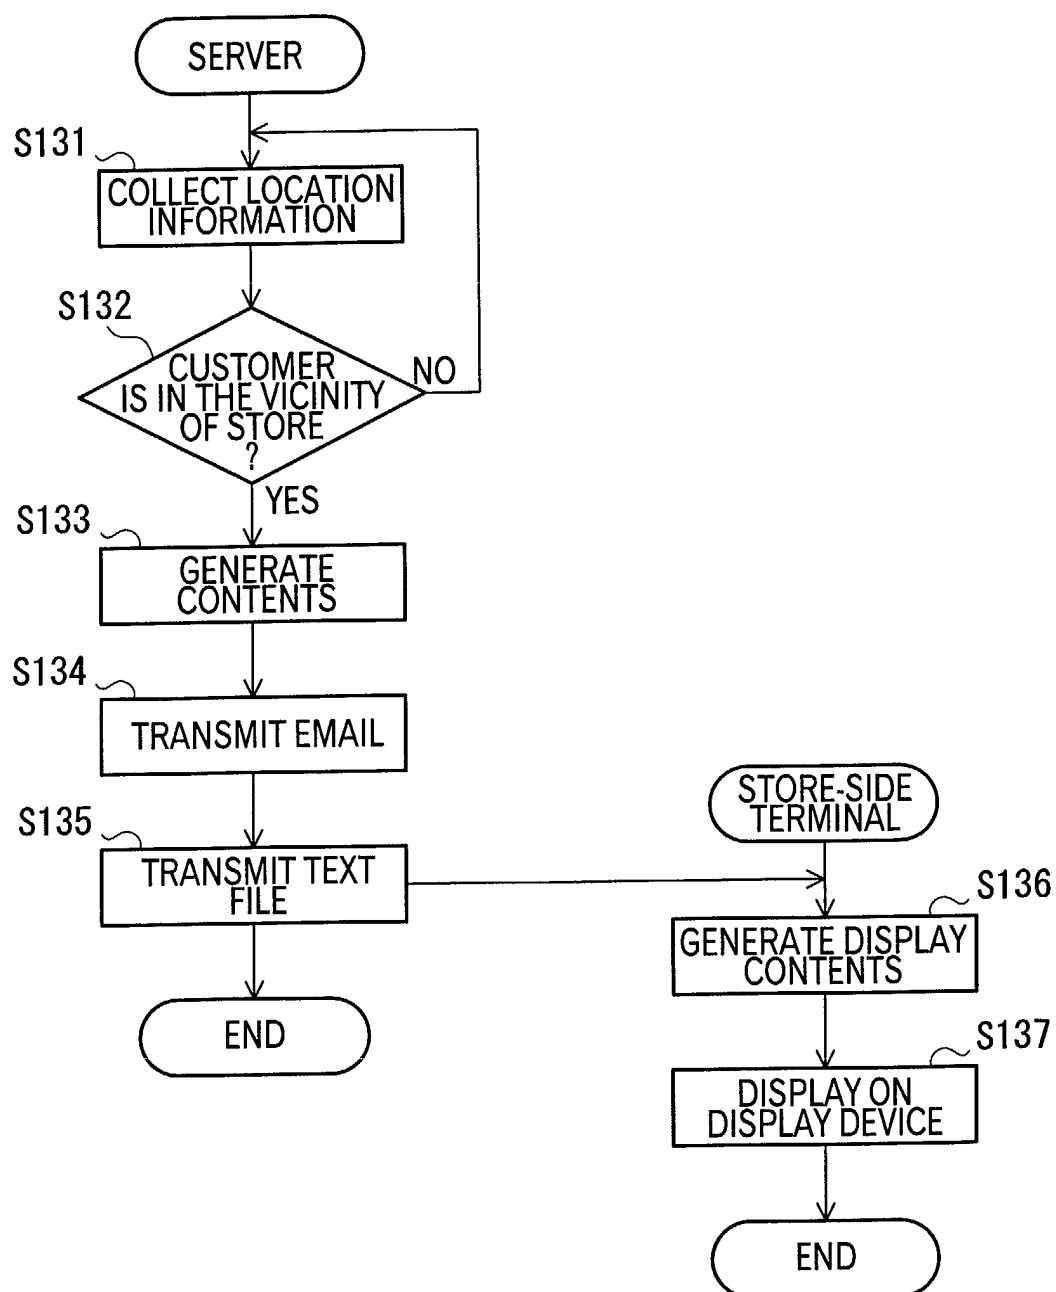 SERVER
S131
COLLECT LOCATION
INFORMATION
S132
CUSTOMER
IS IN THE VICINITY
OF STORE
?
NO
YES
S133
GENERATE
CONTENTS
S134
TRANSMIT EMAIL
S135
TRANSMIT TEXT
FILE
END
STORE-SIDE
TERMINAL
S136
GENERATE DISPLAY
CONTENTS
S137
DISPLAY ON
DISPLAY DEVICE
END